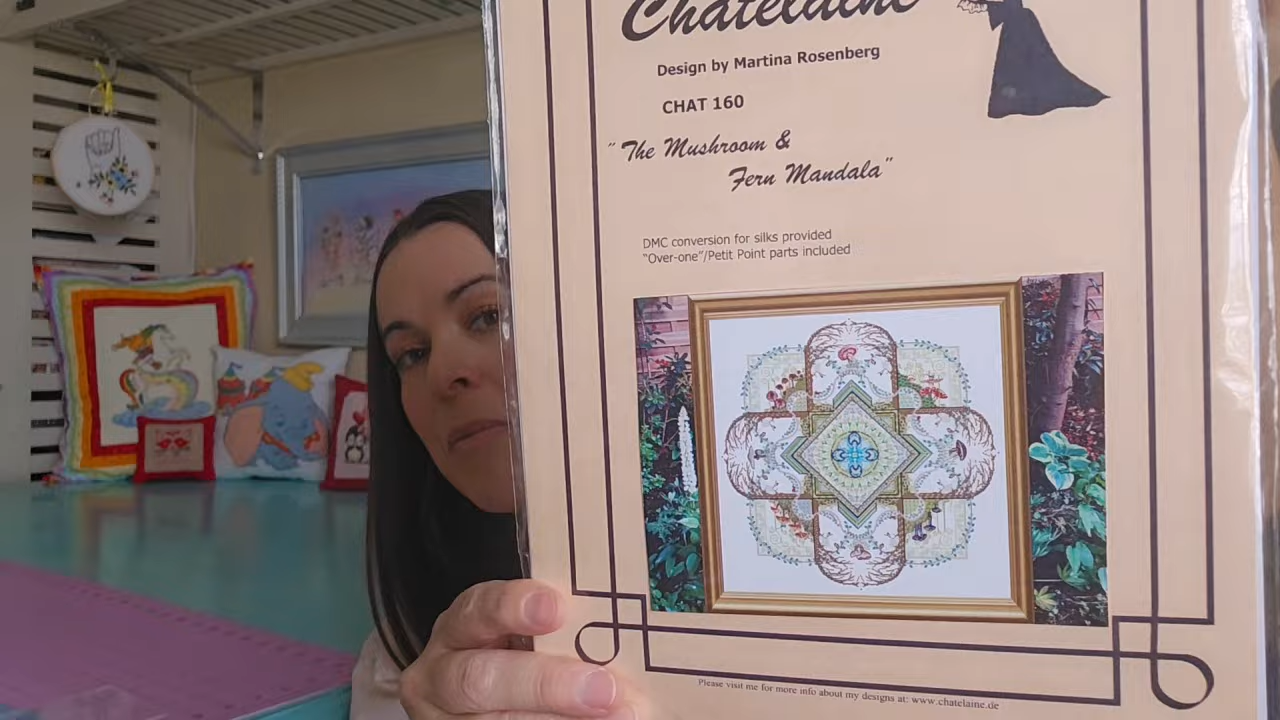 Chatelaine
Design by Martina Rosenberg
CHAT 160
"The Mushroom &
Fern Mandala"
DMC conversion for silks provided
"Over-one"/Petit Point parts included
Please visit me for more info about my designs at: www.chatelaine.de